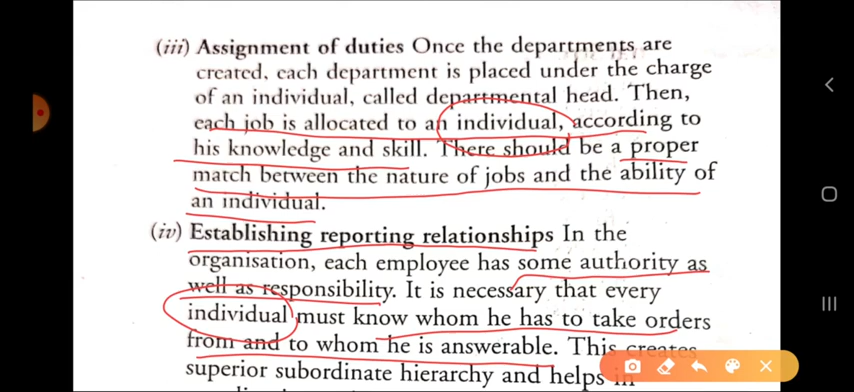 (iii) Assignment of duties Once the departments are
created, each department is placed under the charge
of an individual, called departmental head. Then,
each job is allocated to an individual, according to
his knowledge and skill. There should be a proper
match between the nature of jobs and the ability of
an individual.
(iv) Establishing reporting relationships In the
organisation, each employee has some authority as
well as responsibility. It is necessary that every
individual must know whom he has to take orders
from and to whom he is answerable. This creates
superior subordinate hierarchy and helps in